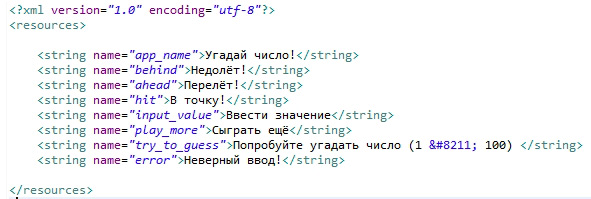 <?xml version="1.0" encoding="utf-8"?>
<resources>
<string name="app_name">Угадай число!</string>
<string name="behind">Недолёт!</string>
<string name="ahead">Перелёт!</string>
<string name="hit">В точку!</string>
<string name="input_value">Ввести значение</string>
<string name="play_more">Сыграть ещё</string>
<string name="try_to_guess">Попробуйте угадать число (1 &#8211; 100) </string>
<string name="error">Неверный ввод!</string>
</resources>